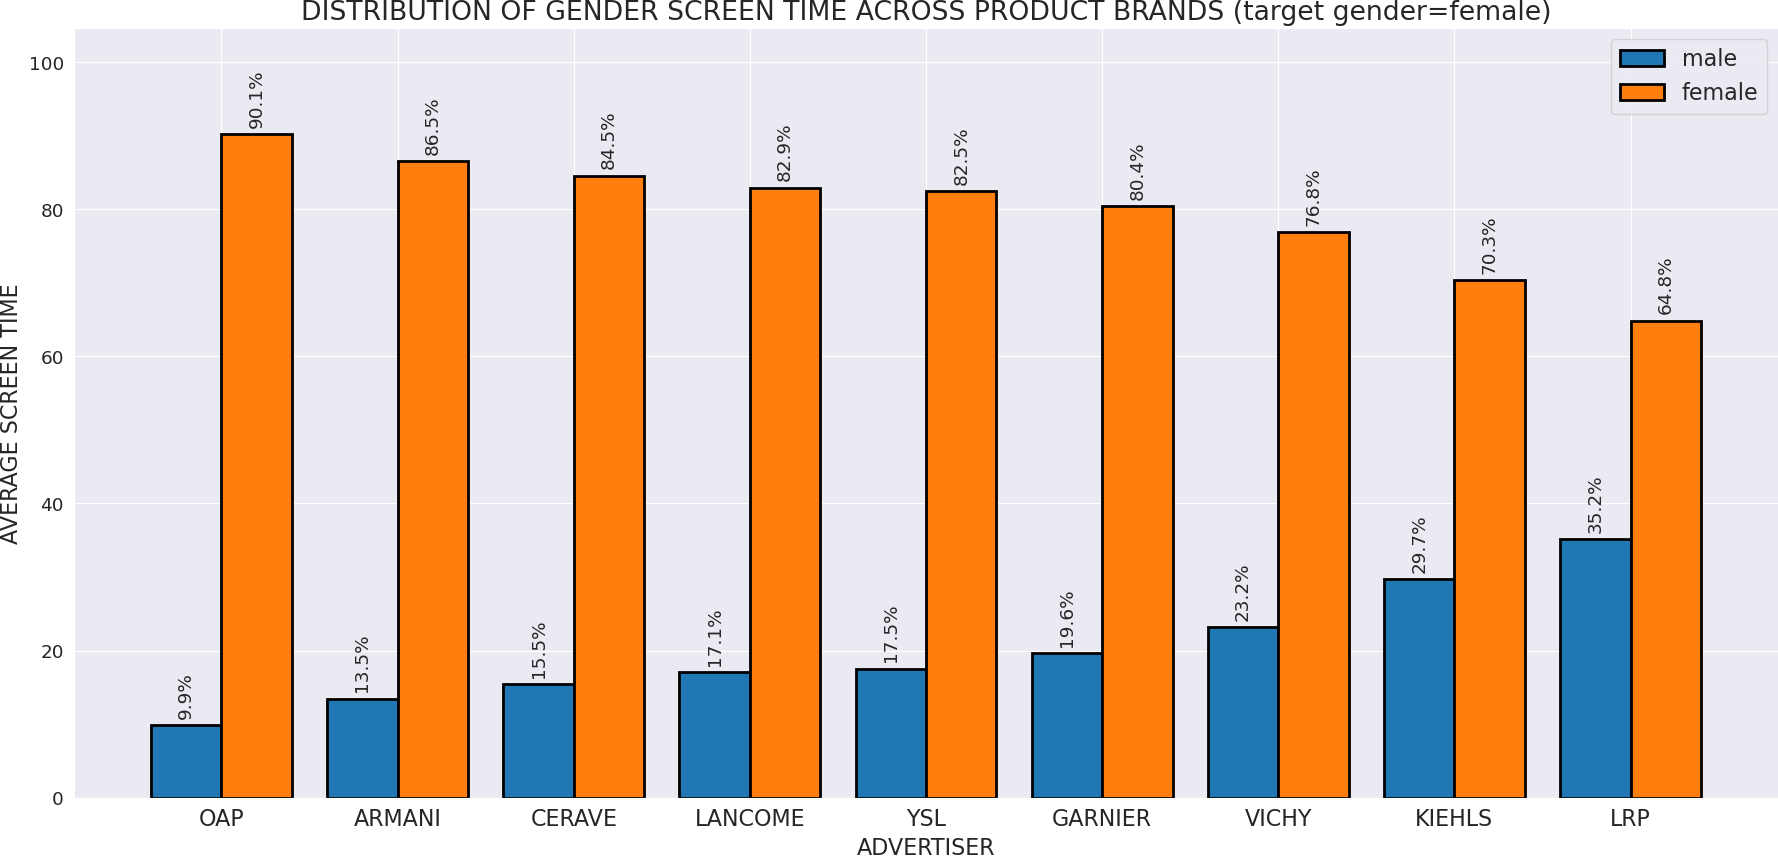 DISTRIBUTION OF GENDER SCREEN TIME ACROSS PRODUCT BRANDS (target gender=female)
male
female
AVERAGE SCREEN TIME
100
80
60
40
20
0
9.9%
90.1%
13.5%
86.5%
15.5%
84.5%
17.1%
82.9%
17.5%
82.5%
19.6%
80.4%
23.2%
76.8%
29.7%
70.3%
35.2%
64.8%
OAP
ARMANI
CERAVE
LANCOME
YSL
GARNIER
VICHY
KIEHLS
LRP
ADVERTISER